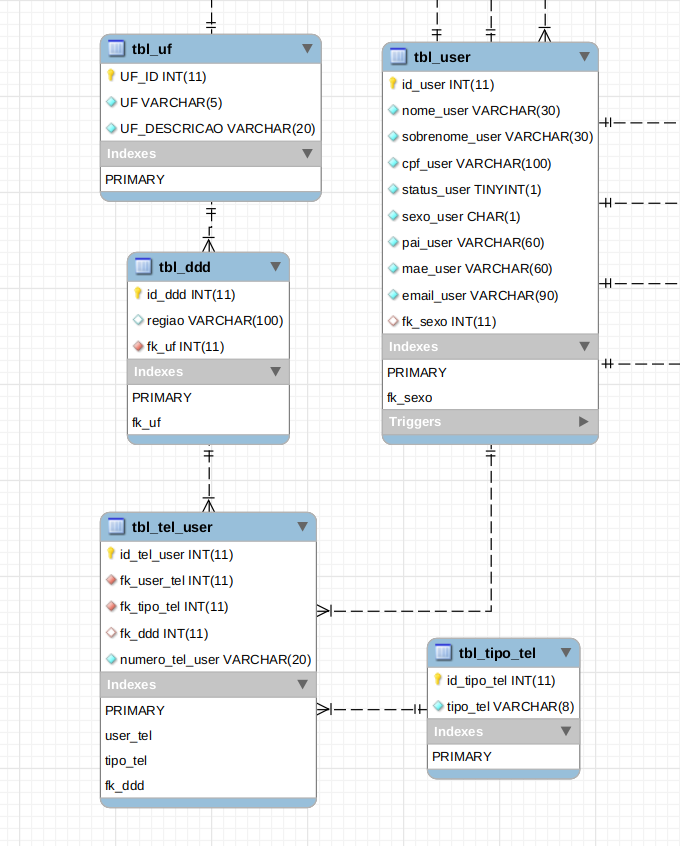 tbl_uf
UF_ID INT(11)
UF VARCHAR(5)
UF_DESCRICAO VARCHAR(20)
Indexes
PRIMARY
tbl_ddd
id_ddd INT(11)
regiao VARCHAR(100)
fk_uf INT(11)
Indexes
PRIMARY
fk_uf
tbl_tel_user
id_tel_user INT(11)
fk_user_tel INT(11)
fk_tipo_tel INT(11)
fk_ddd INT(11)
numero_tel_user VARCHAR(20)
Indexes
PRIMARY
user_tel
tipo_tel
fk_ddd
tbl_user
id_user INT(11)
nome_user VARCHAR(30)
sobrenome_user VARCHAR(30)
cpf_user VARCHAR(100)
status_user TINYINT(1)
sexo_user CHAR(1)
pai_user VARCHAR(60)
mae_user VARCHAR(60)
email_user VARCHAR(90)
fk_sexo INT(11)
Indexes
PRIMARY
fk_sexo
Triggers
tbl_tipo_tel
id_tipo_tel INT(11)
tipo_tel VARCHAR(8)
Indexes
PRIMARY